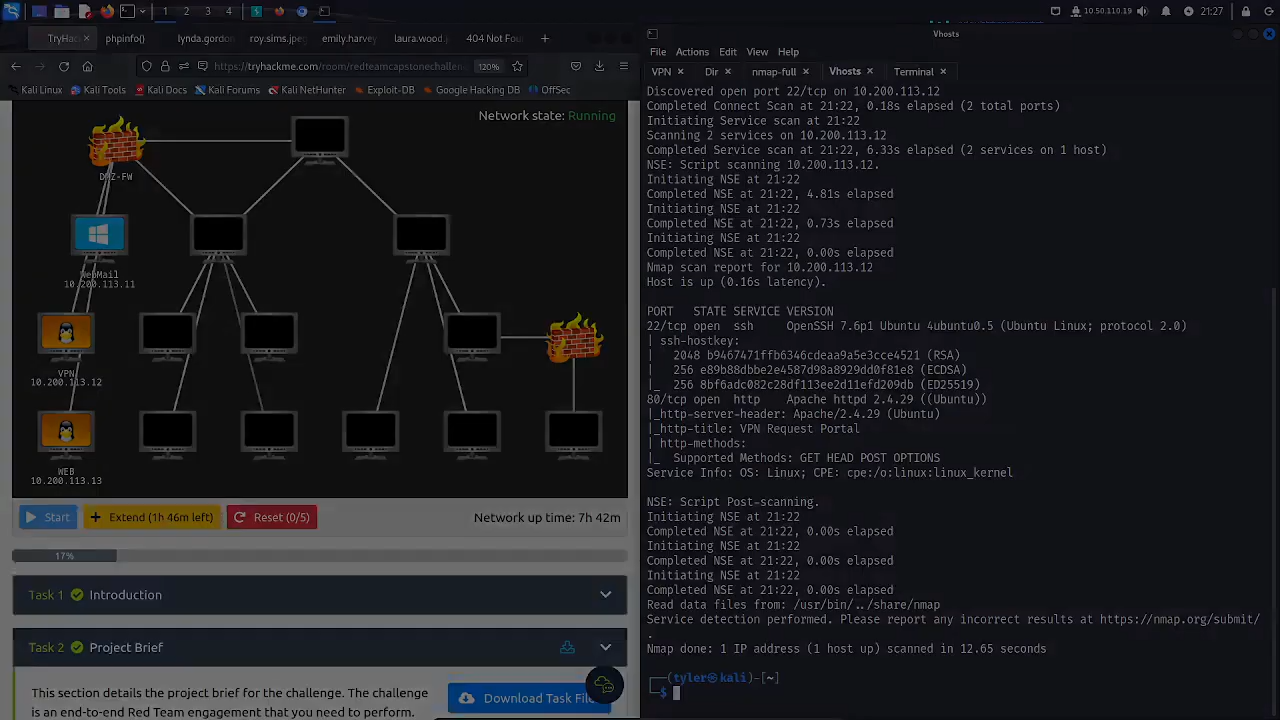 1 2 3 4
10.50.110.19 21:27
TryHac
phpinfo()
lynda.gordo
roy.sims.jpe
emily.harvey
laura.wood.j
404 Not Fou
https://tryhackme.com/room/redteamcapstonechallen
120%
Kali Linux Kali Tools Kali Docs Kali Forums Kali NetHunter Exploit-DB Google Hacking DB OffSec
Network state: Running
DMZ-FW
WebMail
10.200.113.11
VPN
10.200.113.12
WEB
10.200.113.13
Start
Extend (1h 46m left)
Reset (0/5)
Network up time: 7h 42m
17%
Task 1 Introduction
Task 2 Project Brief
This section details the project brief for the challenge. The challenge
is an end-to-end Red Team engagement that you need to perform.
Download Task File
Vhosts
File Actions Edit View Help
VPN Dir nmap-full Vhosts Terminal
Discovered open port 22/tcp on 10.200.113.12
Completed Connect Scan at 21:22, 0.18s elapsed (2 total ports)
Initiating Service scan at 21:22
Scanning 2 services on 10.200.113.12
Completed Service scan at 21:22, 6.33s elapsed (2 services on 1 host)
NSE: Script scanning 10.200.113.12.
Initiating NSE at 21:22
Completed NSE at 21:22, 4.81s elapsed
Initiating NSE at 21:22
Completed NSE at 21:22, 0.73s elapsed
Initiating NSE at 21:22
Completed NSE at 21:22, 0.00s elapsed
Nmap scan report for 10.200.113.12
Host is up (0.16s latency).
PORT STATE SERVICE VERSION
22/tcp open ssh OpenSSH 7.6p1 Ubuntu 4ubuntu0.5 (Ubuntu Linux; protocol 2.0)
| ssh-hostkey:
| 2048 b9467471ffb6346cdeaa9a2e3cce4521 (RSA)
| 256 e89b88dbbe2e4587d98a8929dd0f81e8 (ECDSA)
|_ 256 8bf6adc082c28df113ee2d11efd209db (ED25519)
80/tcp open http Apache httpd 2.4.29 ((Ubuntu))
|_http-server-header: Apache/2.4.29 (Ubuntu)
|_http-title: VPN Request Portal
| http-methods:
|_ Supported Methods: GET HEAD POST OPTIONS
Service Info: OS: Linux; CPE: cpe:/o:linux:linux_kernel
NSE: Script Post-scanning.
Initiating NSE at 21:22
Completed NSE at 21:22, 0.00s elapsed
Initiating NSE at 21:22
Completed NSE at 21:22, 0.00s elapsed
Initiating NSE at 21:22
Completed NSE at 21:22, 0.00s elapsed
Read data files from: /usr/bin/../share/nmap
Service detection performed. Please report any incorrect results at https://nmap.org/submit/
.
Nmap done: 1 IP address (1 host up) scanned in 12.65 seconds
(tyler㉿kali)-[~]
$